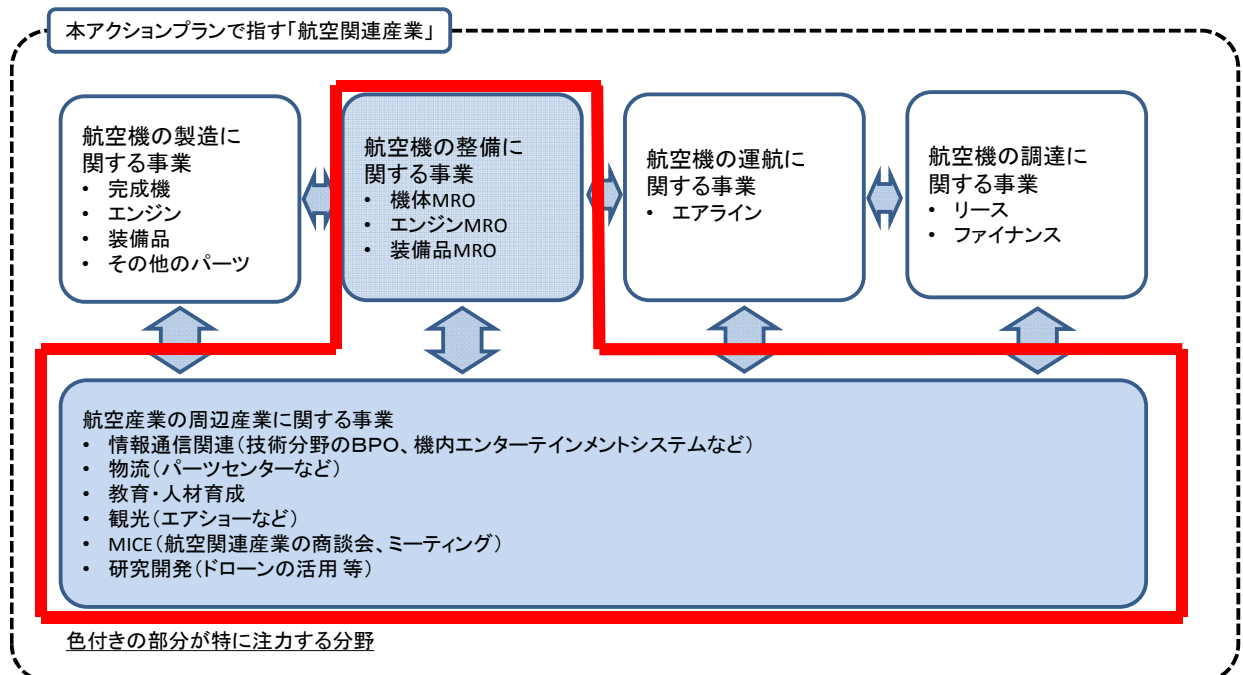 本アクションプランで指す「航空関連産業」
航空機の製造に
関する事業
• 完成機
• エンジン
• 装備品
• その他のパーツ
航空機の整備に
関する事業
• 機体MRO
• エンジンMRO
• 装備品MRO
航空機の運航に
関する事業
• エアライン
航空機の調達に
関する事業
• リース
• ファイナンス
航空産業の周辺産業に関する事業
• 情報通信関連(技術分野のBPO、機内エンターテインメントシステムなど)
• 物流(パーツセンターなど)
• 教育・人材育成
• 観光(エアショーなど)
• MICE(航空関連産業の商談会、ミーティング)
• 研究開発(ドローンの活用 等)
色付きの部分が特に注力する分野